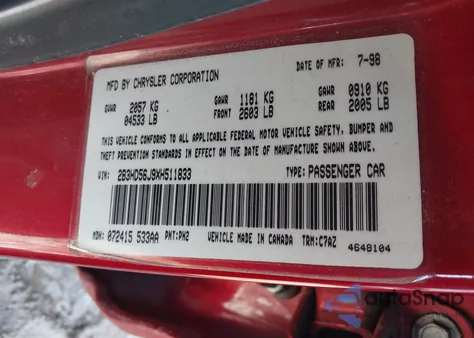 MFD BY CHRYSLER CORPORATION DATE OF MFR: 7-98
GVWR 2057 KG GAWR 1181 KG GAWR 0910 KG
04533 LB FRONT 2603 LB REAR 2005 LB
THIS VEHICLE CONFORMS TO ALL APPLICABLE FEDERAL MOTOR VEHICLE SAFETY, BUMPER AND
THEFT PREVENTION STANDARDS IN EFFECT ON THE DATE OF MANUFACTURE SHOWN ABOVE.
VIN: 2B3HD56J9XH511833 TYPE: PASSENGER CAR
MDH: 072415 533AA PNT: PM2 VEHICLE MADE IN CANADA TRM: C7AZ
4648104
autoSnap